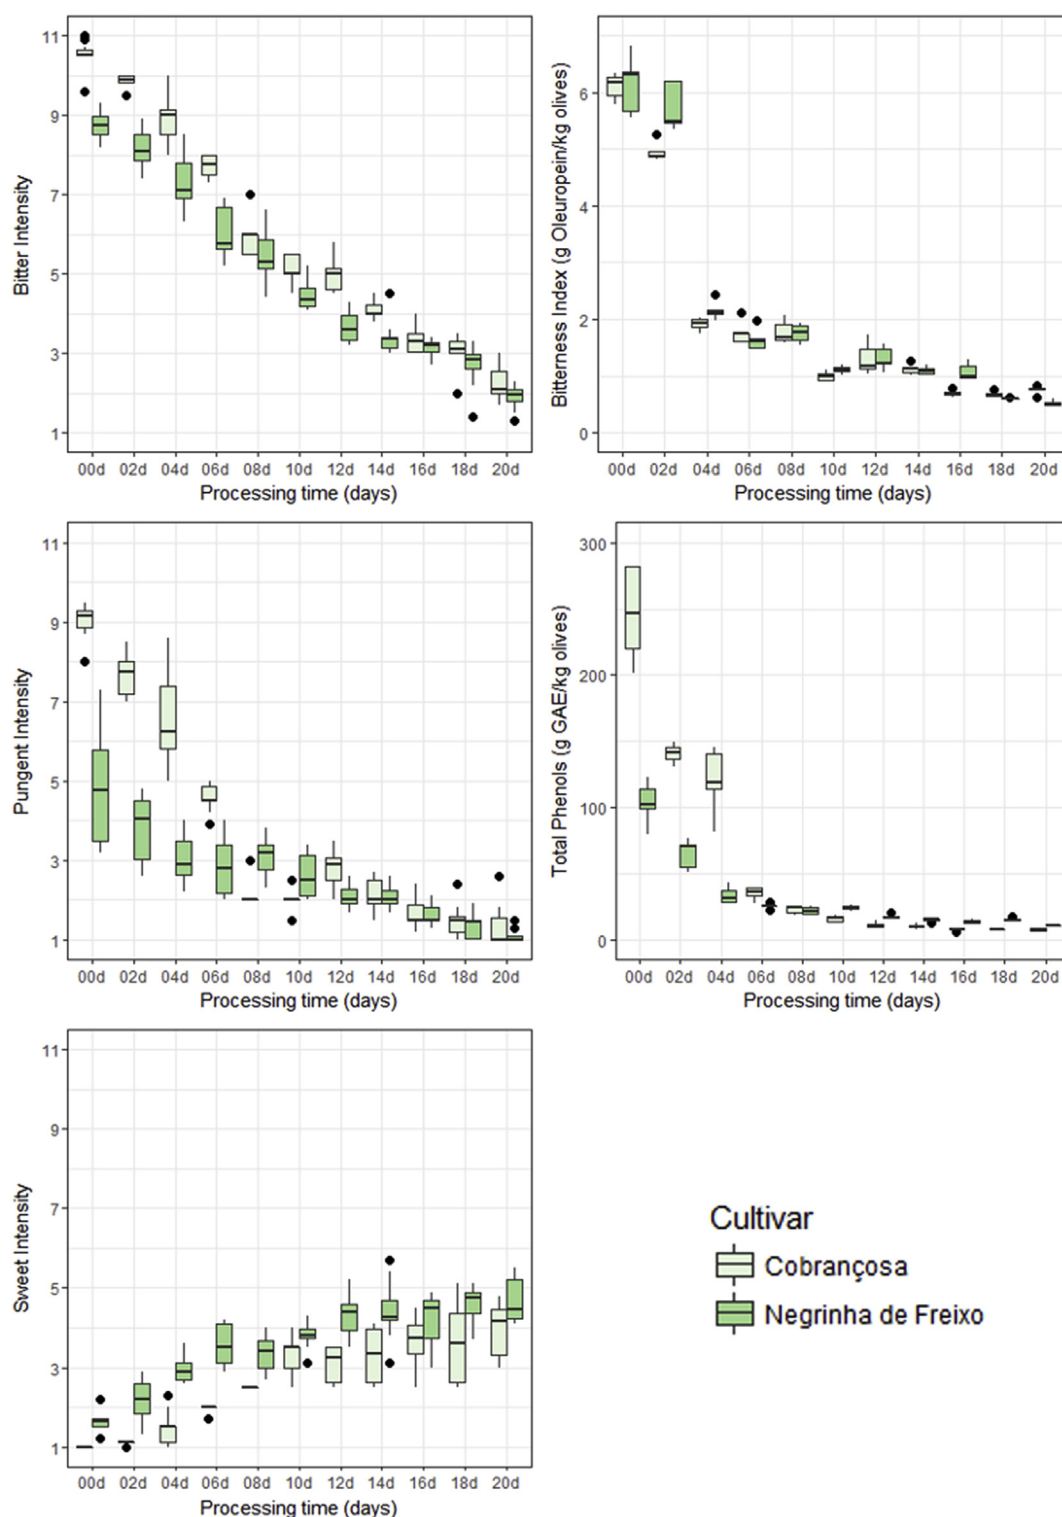 Bitter Intensity
11
9
7
5
3
1
00d 02d 04d 06d 08d 10d 12d 14d 16d 18d 20d
Processing time (days)
Bitterness Index (g Oleuropein/kg olives)
6
4
2
0
00d 02d 04d 06d 08d 10d 12d 14d 16d 18d 20d
Processing time (days)
Pungent Intensity
11
9
7
5
3
1
00d 02d 04d 06d 08d 10d 12d 14d 16d 18d 20d
Processing time (days)
Total Phenols (g GAE/kg olives)
300
200
100
0
00d 02d 04d 06d 08d 10d 12d 14d 16d 18d 20d
Processing time (days)
Sweet Intensity
11
9
7
5
3
1
00d 02d 04d 06d 08d 10d 12d 14d 16d 18d 20d
Processing time (days)
Cultivar
Cobrançosa
Negrinha de Freixo